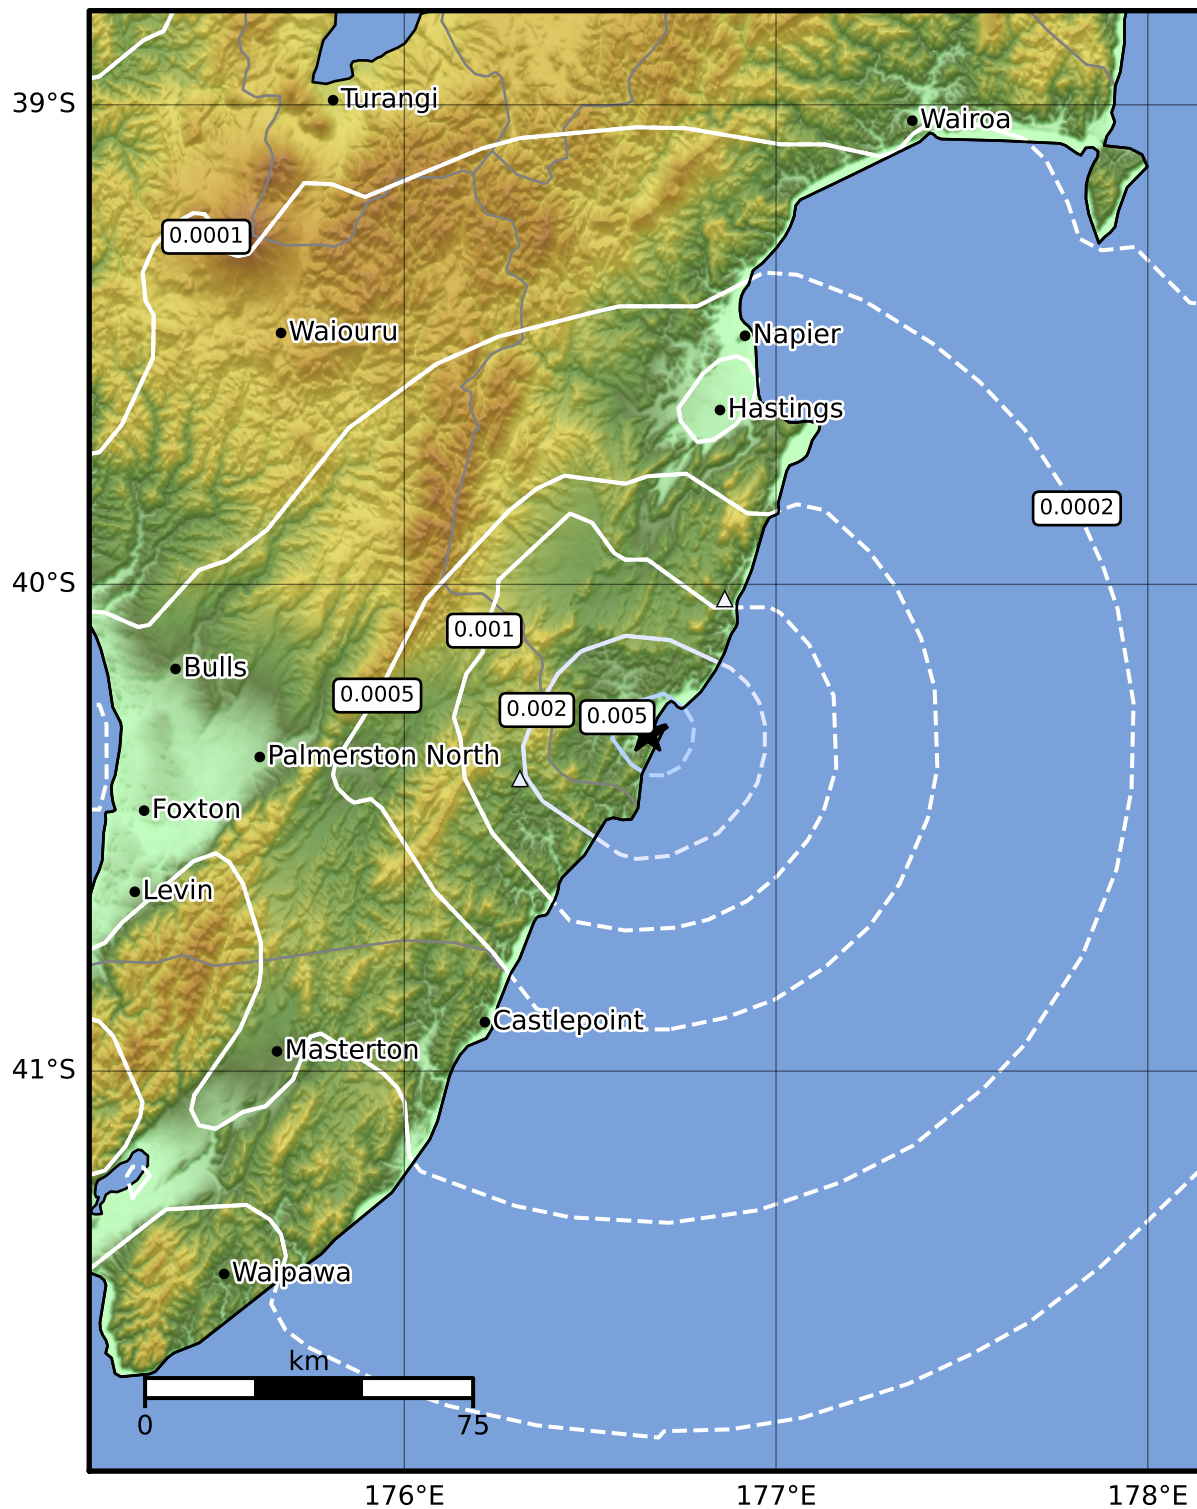 39°S
Turangi
Wairoa
0.0001
Waiouru
Napier
Hastings
0.0002
40°S
0.001
Bulls
0.0005
0.002
0.005
Palmerston North
Foxton
Levin
Castlepoint
Masterton
41°S
Waipawa
km
0
75
176°E
177°E
178°E